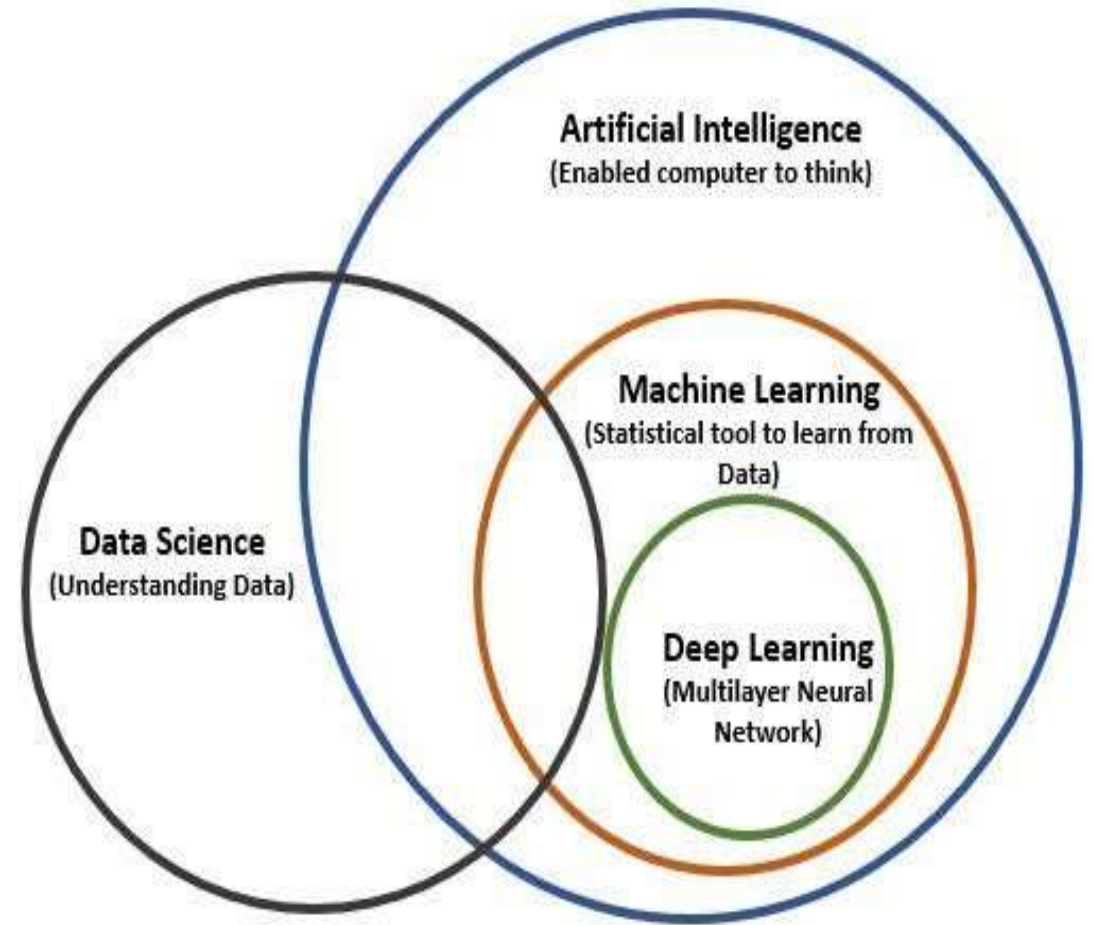 Artificial Intelligence
(Enabled computer to think)
Machine Learning
(Statistical tool to learn from
Data)
Data Science
(Understanding Data)
Deep Learning
(Multilayer Neural
Network)